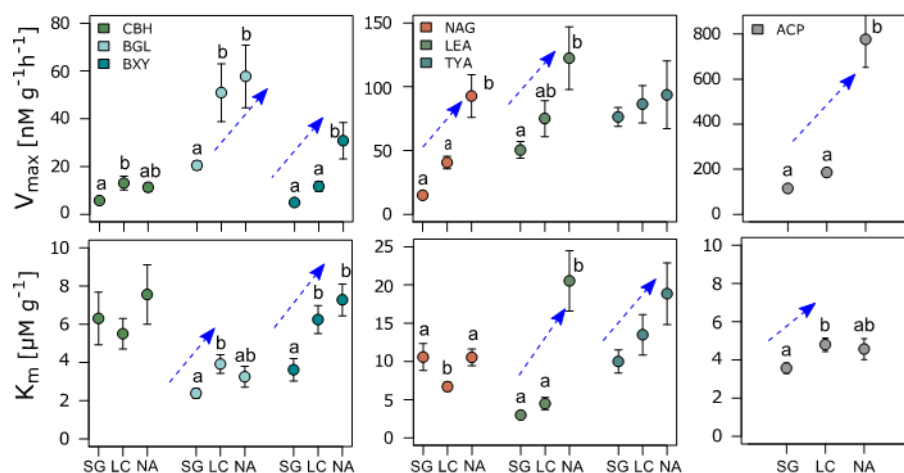 V_max [nM g⁻¹h⁻¹]
80
60
40
20
0
CBH
BGL
BXY
a
b
ab
a
b
b
a
a
b
150
100
50
0
NAG
LEA
TYA
a
a
b
a
ab
b
800
600
400
200
0
ACP
a
a
b
K_m [µM g⁻¹]
10
8
6
4
2
0
a
b
ab
a
b
b
SG LC NA SG LC NA SG LC NA
25
20
15
10
5
0
a
b
a
a
a
b
SG LC NA SG LC NA SG LC NA
10
8
6
4
2
0
a
b
ab
SG LC NA